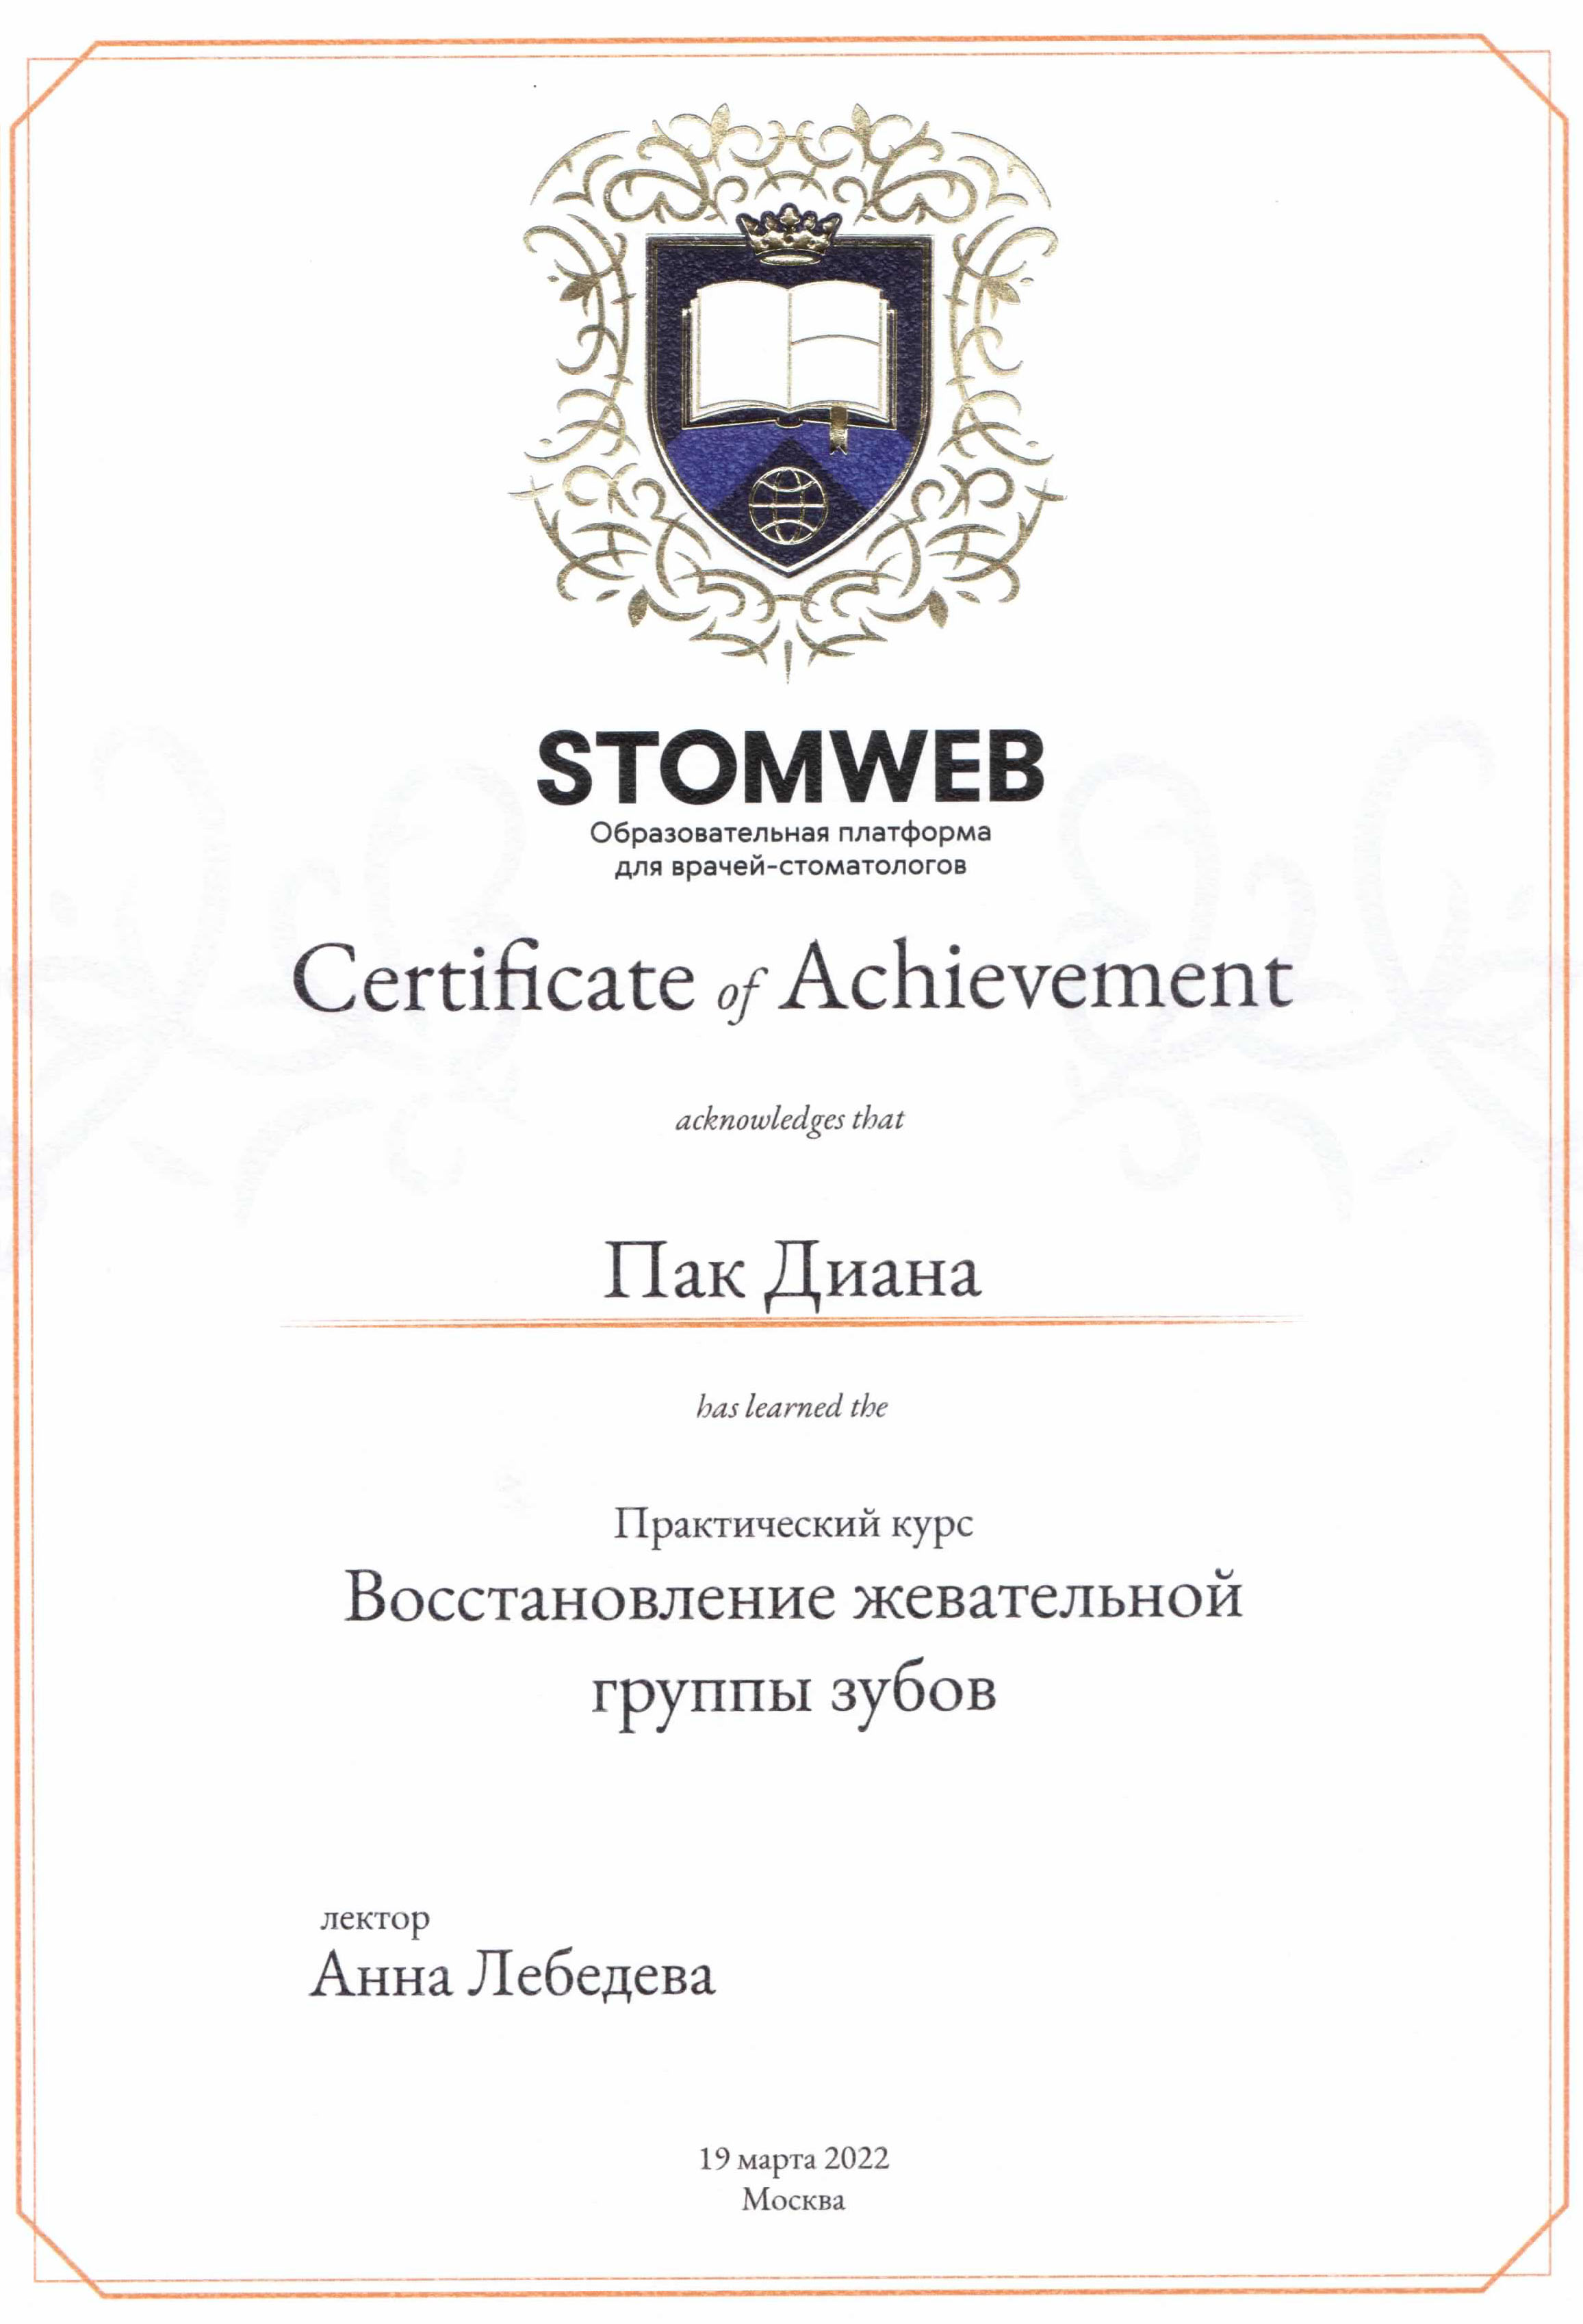 STOMWEB
Образовательная платформа
для врачей-стоматологов
Certificate of Achievement
acknowledges that
Пак Диана
has learned the
Практический курс
Восстановление жевательной
группы зубов
лектор
Анна Лебедева
19 марта 2022
Москва